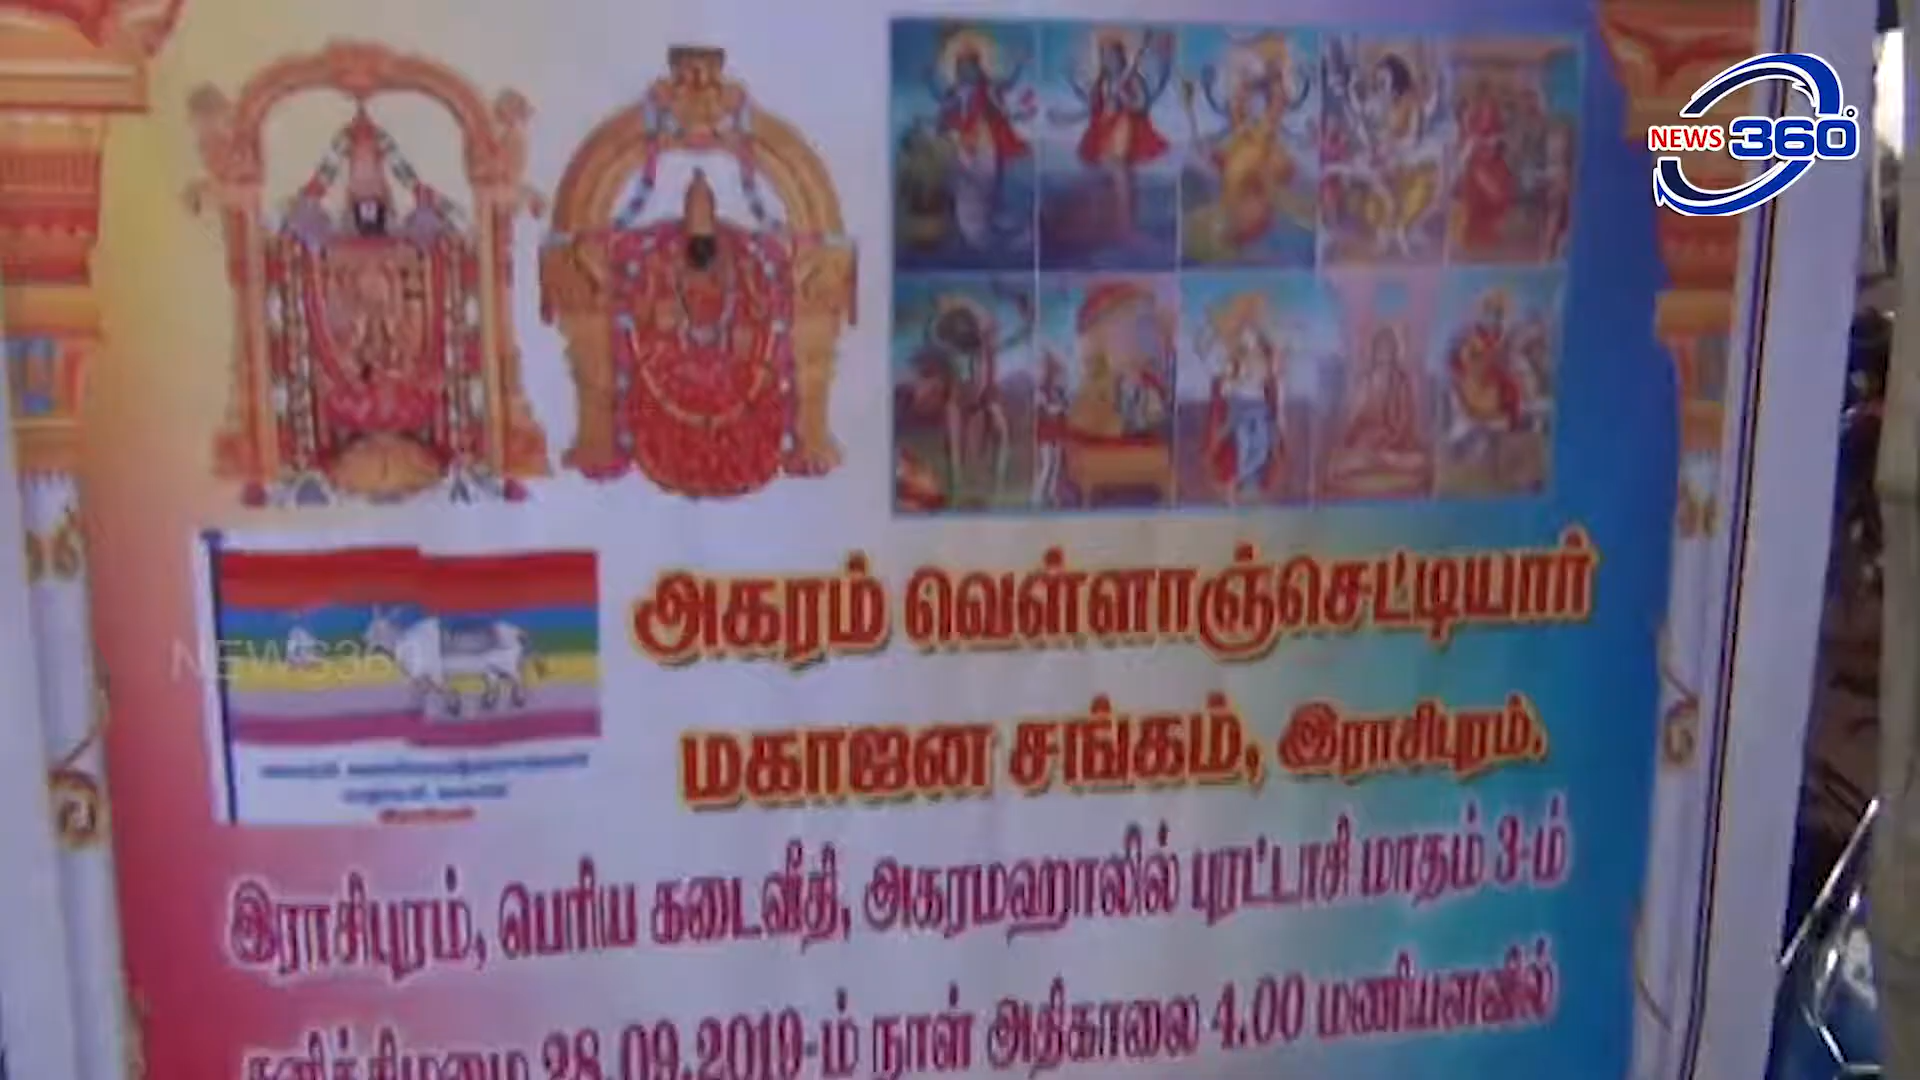 NEWS 360°
அகரம் வெள்ளாஞ்செட்டியார்
NEWS360
மகாஜன சங்கம், இராசிபுரம்.
இராசிபுரம், பெரிய கடைவீதி, அகரமஹாலில் புரட்டாசி மாதம் 3-ம்
28.09.2019-ம் நாள் அதிகாலை 4.00 மணியளவில்